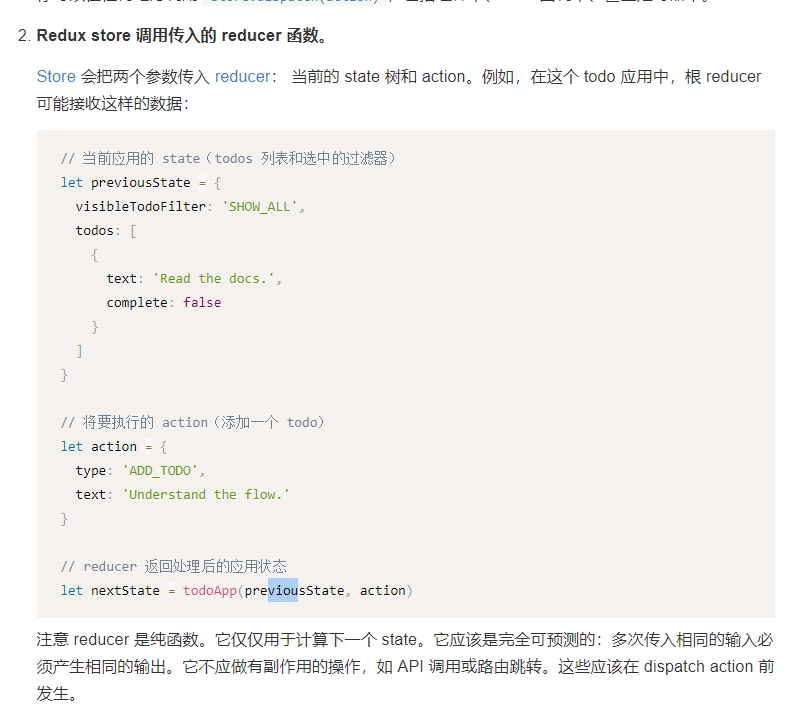 2. Redux store 调用传入的 reducer 函数。
Store 会把两个参数传入 reducer： 当前的 state 树和 action。例如，在这个 todo 应用中，根 reducer
可能接收这样的数据：
// 当前应用的 state（todos 列表和选中的过滤器）
let previousState = {
  visibleTodoFilter: 'SHOW_ALL',
  todos: [
    {
      text: 'Read the docs.',
      complete: false
    }
  ]
}
// 将要执行的 action（添加一个 todo）
let action = {
  type: 'ADD_TODO',
  text: 'Understand the flow.'
}
// reducer 返回处理后的应用状态
let nextState = todoApp(previousState, action)
注意 reducer 是纯函数。它仅仅用于计算下一个 state。它应该是完全可预测的：多次传入相同的输入必
须产生相同的输出。它不应做有副作用的操作，如 API 调用或路由跳转。这些应该在 dispatch action 前
发生。